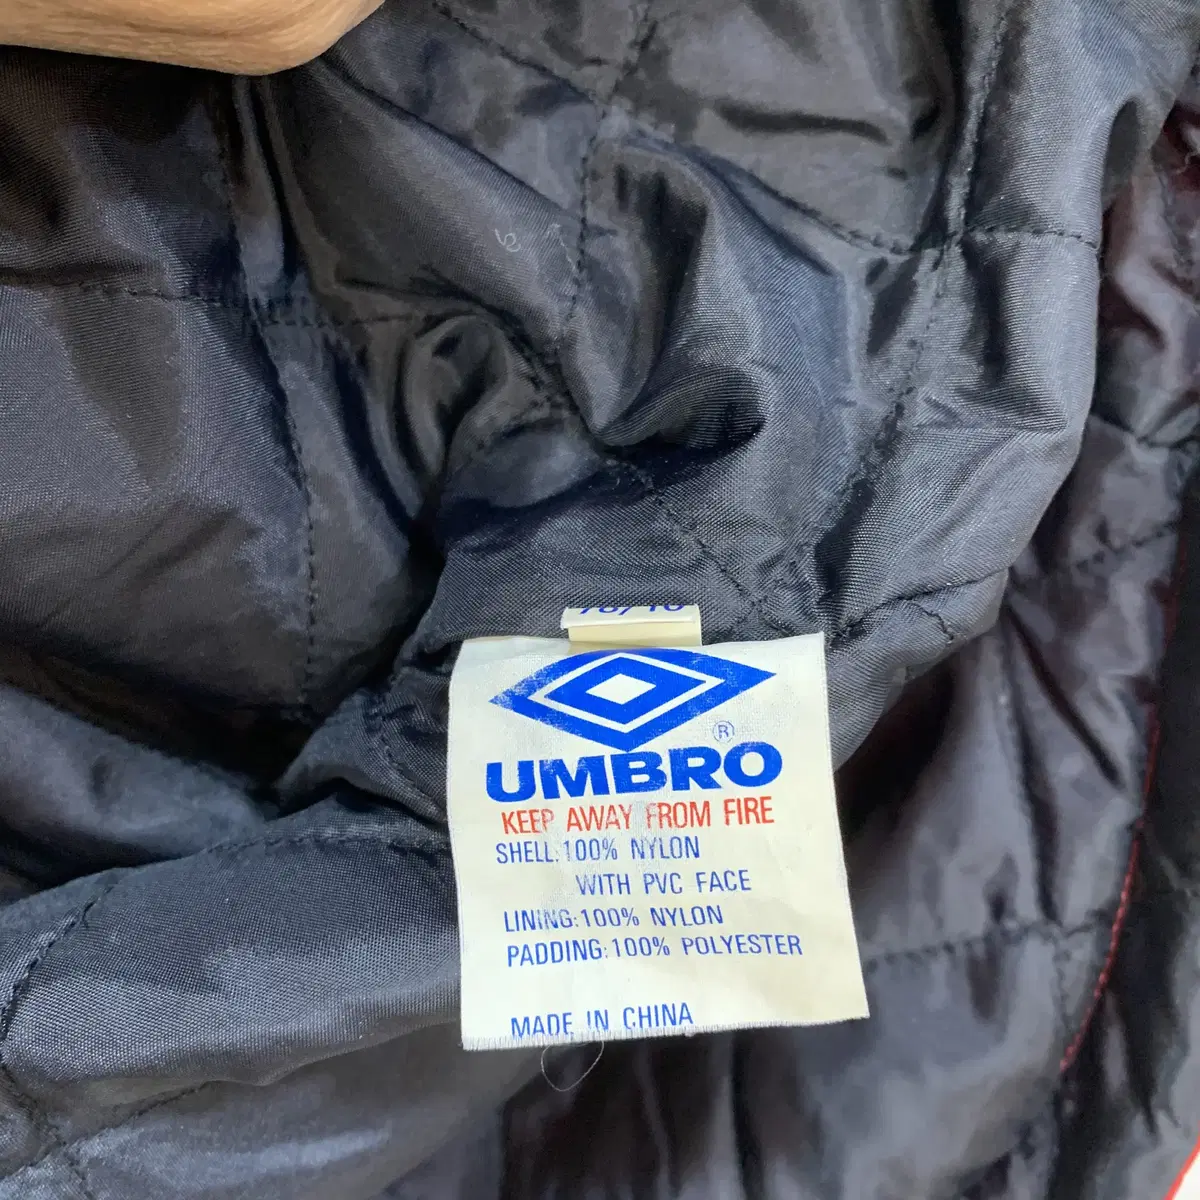 UMBRO®
KEEP AWAY FROM FIRE
SHELL:100% NYLON
WITH PVC FACE
LINING:100% NYLON
PADDING:100% POLYESTER
MADE IN CHINA